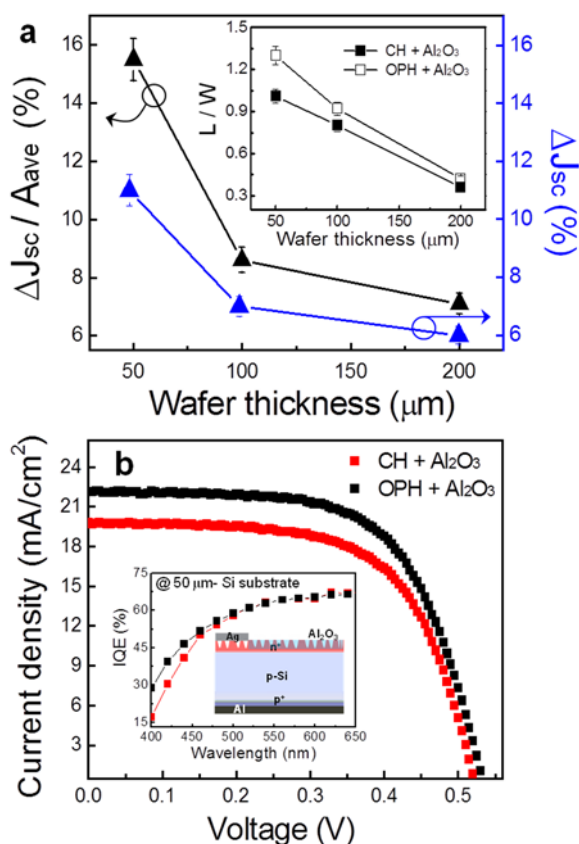 a
ΔJsc / Aave (%)
16
14
12
10
8
6
50
100
150
200
Wafer thickness (μm)
16
14
12
10
8
6
ΔJsc (%)
CH + Al₂O₃
OPH + Al₂O₃
L / W
1.5
1.2
0.9
0.6
0.3
50
100
150
200
Wafer thickness (μm)
b
CH + Al₂O₃
OPH + Al₂O₃
Current density (mA/cm²)
24
21
18
15
12
9
6
3
0.0
0.1
0.2
0.3
0.4
0.5
Voltage (V)
@ 50 μm- Si substrate
IQE (%)
75
60
45
30
15
400
450
500
550
600
650
Wavelength (nm)
Ag
Al₂O₃
n⁺
p-Si
p⁺
Al